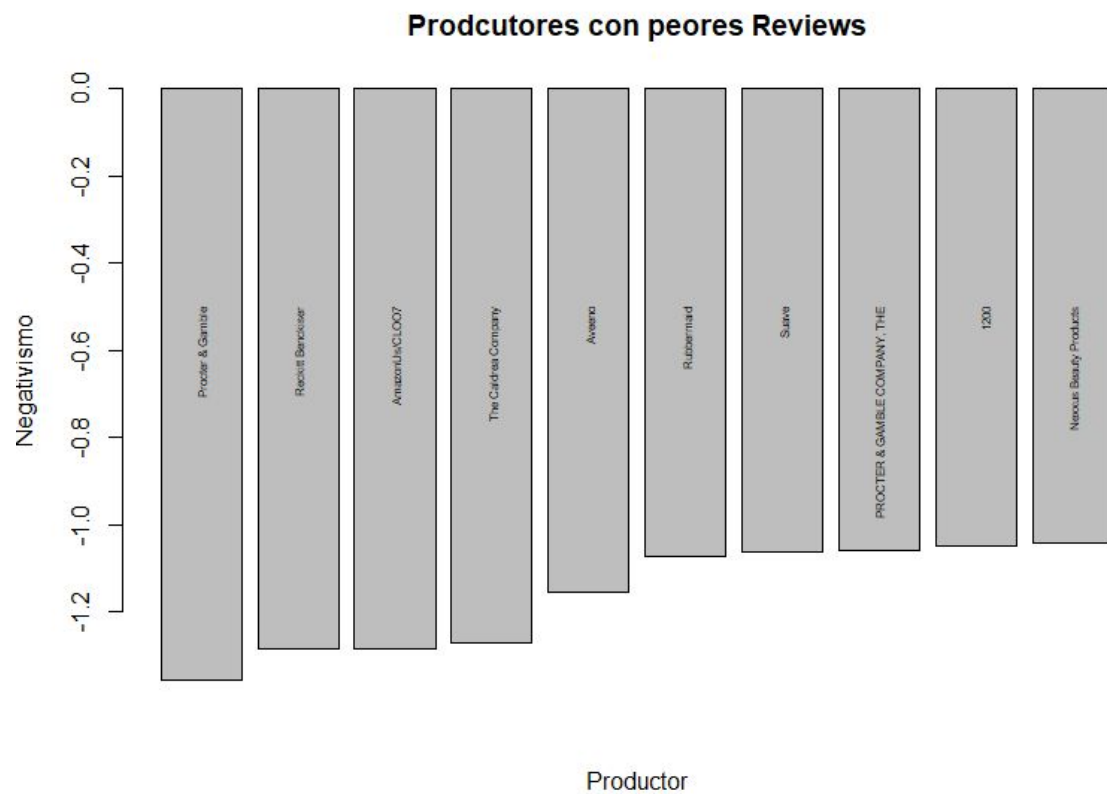 Prodcutores con peores Reviews
Negativismo
0.0
-0.2
-0.4
-0.6
-0.8
-1.0
-1.2
Procter & Gamble
Reckitt Benckiser
AmazonUs/CLOO7
The Caldrea Company
Aveeno
Rubbermaid
Suave
PROCTER & GAMBLE COMPANY, THE
1200
Nexxus Beauty Products
Productor